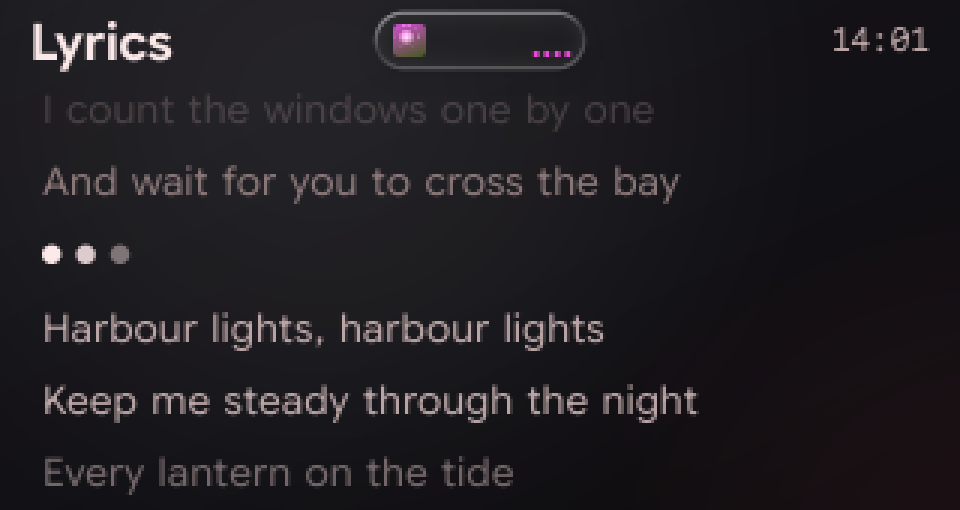 Lyrics
14:01
I count the windows one by one
And wait for you to cross the bay
Harbour lights, harbour lights
Keep me steady through the night
Every lantern on the tide